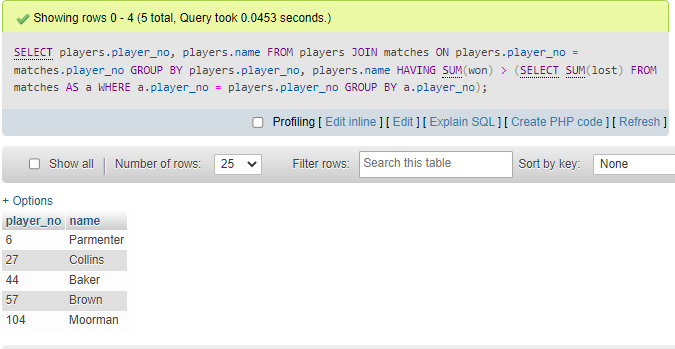 Showing rows 0 - 4 (5 total, Query took 0.0453 seconds.)
SELECT players.player_no, players.name FROM players JOIN matches ON players.player_no =
matches.player_no GROUP BY players.player_no, players.name HAVING SUM(won) > (SELECT SUM(lost) FROM
matches AS a WHERE a.player_no = players.player_no GROUP BY a.player_no);
Profiling [ Edit inline ] [ Edit ] [ Explain SQL ] [ Create PHP code ] [ Refresh ]
Show all | Number of rows: 25 Filter rows: Search this table Sort by key: None
+ Options
player_no name
6 Parmenter
27 Collins
44 Baker
57 Brown
104 Moorman